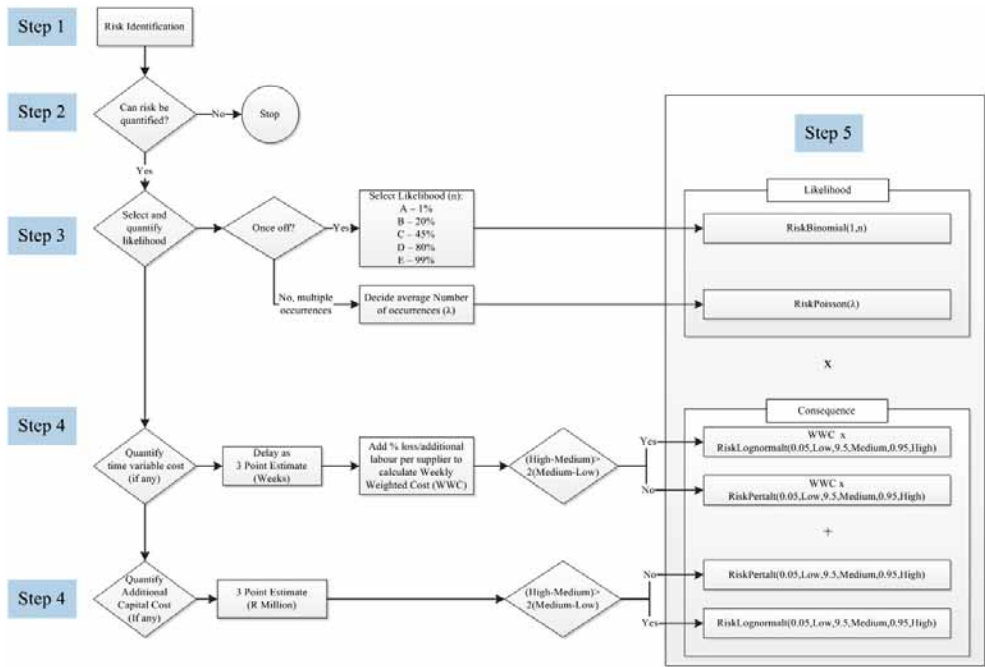 Step 1
Risk Identification
Step 2
Can risk be
quantified?
No
Stop
Yes
Step 5
Step 3
Select and
quantify
likelihood
Once off?
Yes
Select Likelihood (n):
A – 1%
B – 20%
C – 45%
D – 80%
E – 99%
Likelihood
RiskBinomial(1,n)
No, multiple
occurrences
Decide average Number
of occurrences (λ)
RiskPoisson(λ)
x
Step 4
Quantify
time variable cost
(if any)
Delay as
3 Point Estimate
(Weeks)
Add % loss/additional
labour per supplier to
calculate Weekly
Weighted Cost (WWC)
(High-Medium)>
2(Medium-Low)
Yes
No
Consequence
WWC x
RiskLognormalt(0.05,Low,9.5,Medium,0.95,High)
WWC x
RiskPertalt(0.05,Low,9.5,Medium,0.95,High)
+
Step 4
Quantify
Additional
Capital Cost
(If any)
3 Point Estimate
(R Million)
(High-Medium)>
2(Medium-Low)
No
Yes
RiskPertalt(0.05,Low,9.5,Medium,0.95,High)
RiskLognormalt(0.05,Low,9.5,Medium,0.95,High)